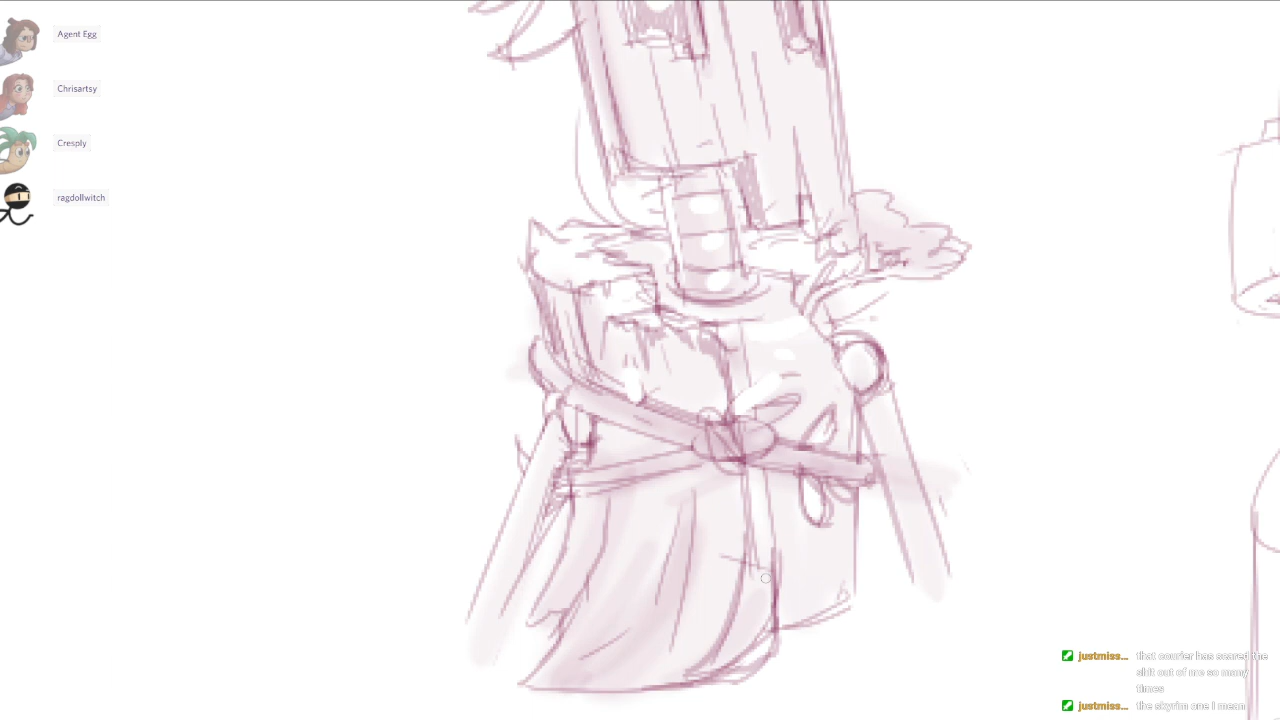 Agent Egg
Chrisartsy
Cresply
ragdollwitch
justmiss... that courier has scared the
shit out of me so many
times
justmiss... the skyrim one I mean